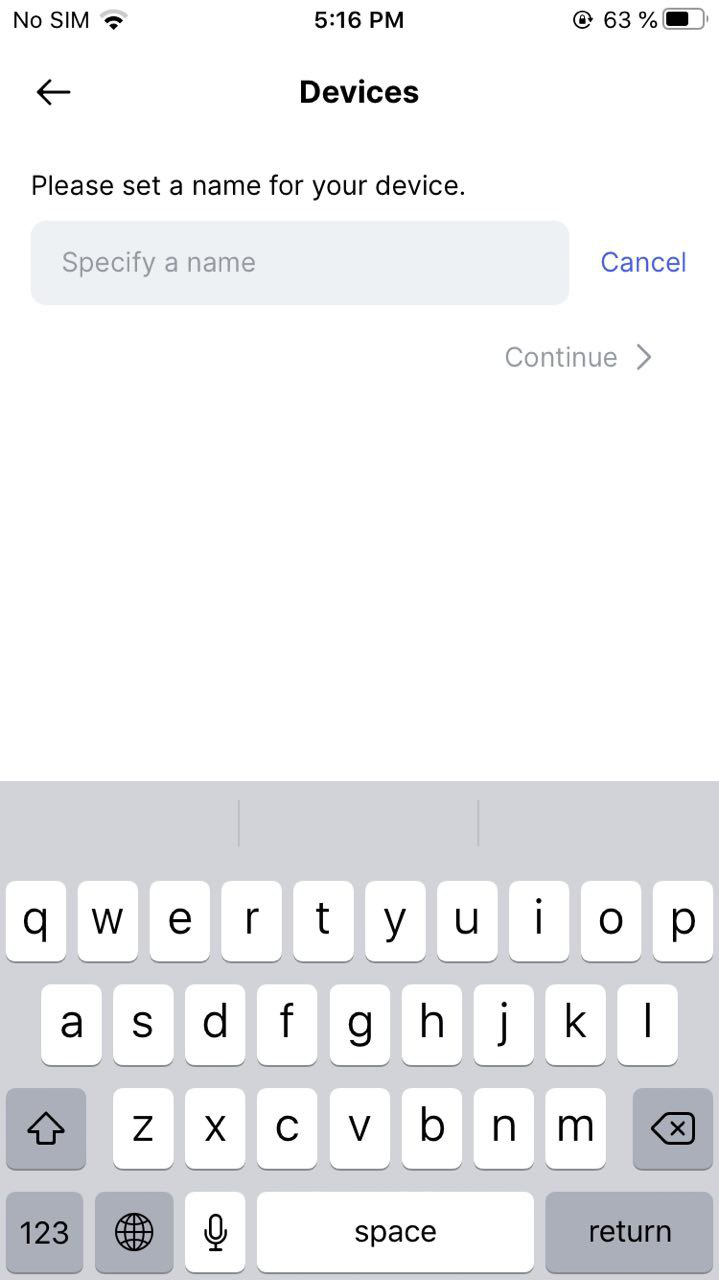 No SIM 5:16 PM 63 %
Devices
Please set a name for your device.
Specify a name Cancel
Continue
q w e r t y u i o p
a s d f g h j k l
z x c v b n m
123 space return